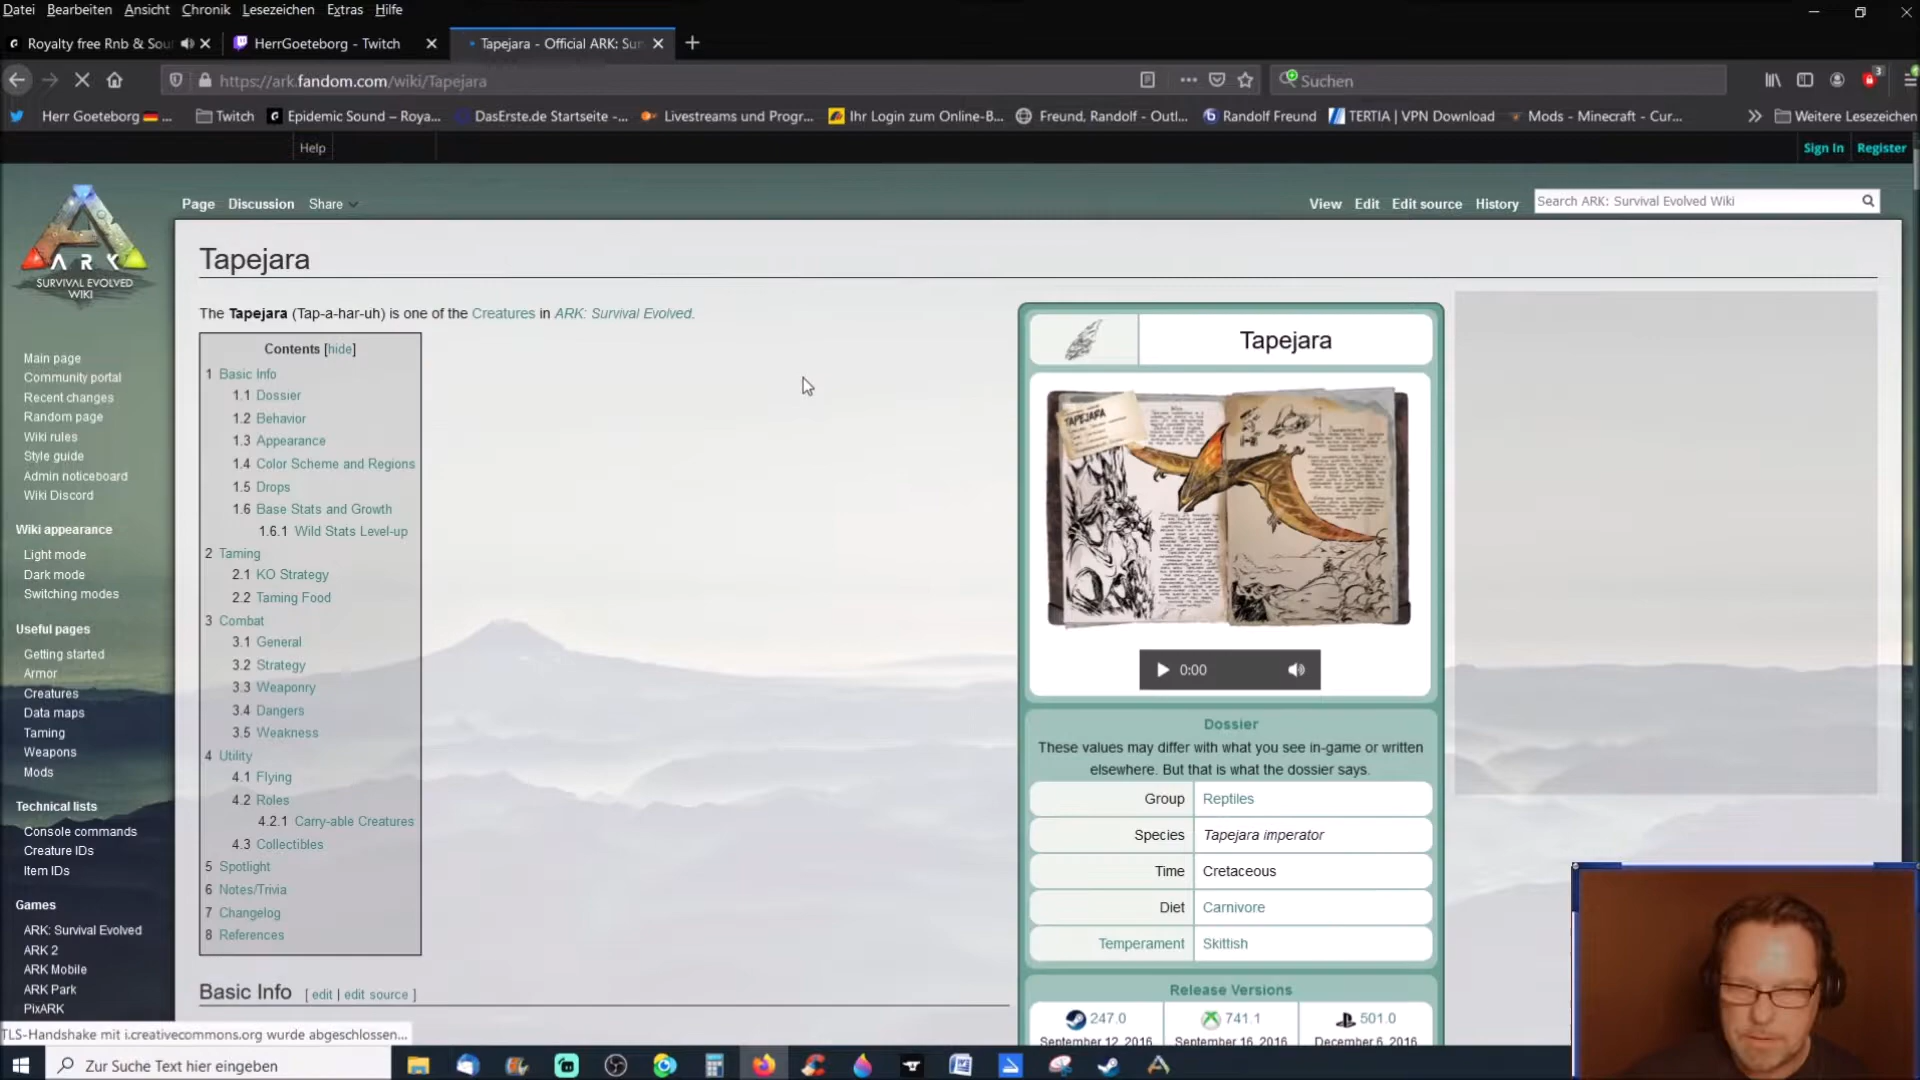 Datei Bearbeiten Ansicht Chronik Lesezeichen Extras Hilfe
Royalty free Rnb & Sou
HerrGoeteborg - Twitch
Tapejara - Official ARK: Sur
https://ark.fandom.com/wiki/Tapejara
Suchen
3
4
Herr Goeteborg ...
Twitch
Epidemic Sound – Roya...
DasErste.de Startseite -...
Livestreams und Progr...
Ihr Login zum Online-B...
Freund, Randolf - Outl...
Randolf Freund
TERTIA | VPN Download
Mods - Minecraft - Cur...
Weitere Lesezeichen
Help
Sign In Register
Page Discussion Share
View Edit Edit source History
Search ARK: Survival Evolved Wiki
ARK
SURVIVAL EVOLVED
WIKI
Main page
Community portal
Recent changes
Random page
Wiki rules
Style guide
Admin noticeboard
Wiki Discord
Wiki appearance
Light mode
Dark mode
Switching modes
Useful pages
Getting started
Armor
Creatures
Data maps
Taming
Weapons
Mods
Technical lists
Console commands
Creature IDs
Item IDs
Games
ARK: Survival Evolved
ARK 2
ARK Mobile
ARK Park
PixARK
Tapejara
The Tapejara (Tap-a-har-uh) is one of the Creatures in ARK: Survival Evolved.
Contents [hide]
1 Basic Info
1.1 Dossier
1.2 Behavior
1.3 Appearance
1.4 Color Scheme and Regions
1.5 Drops
1.6 Base Stats and Growth
1.6.1 Wild Stats Level-up
2 Taming
2.1 KO Strategy
2.2 Taming Food
3 Combat
3.1 General
3.2 Strategy
3.3 Weaponry
3.4 Dangers
3.5 Weakness
4 Utility
4.1 Flying
4.2 Roles
4.2.1 Carry-able Creatures
4.3 Collectibles
5 Spotlight
6 Notes/Trivia
7 Changelog
8 References
Basic Info [ edit | edit source ]
Tapejara
TAPEJARA
0:00
Dossier
These values may differ with what you see in-game or written
elsewhere. But that is what the dossier says.
Group Reptiles
Species Tapejara imperator
Time Cretaceous
Diet Carnivore
Temperament Skittish
Release Versions
247.0 741.1 501.0
September 12, 2016 September 16, 2016 December 6, 2016
TLS-Handshake mit i.creativecommons.org wurde abgeschlossen...
Zur Suche Text hier eingeben